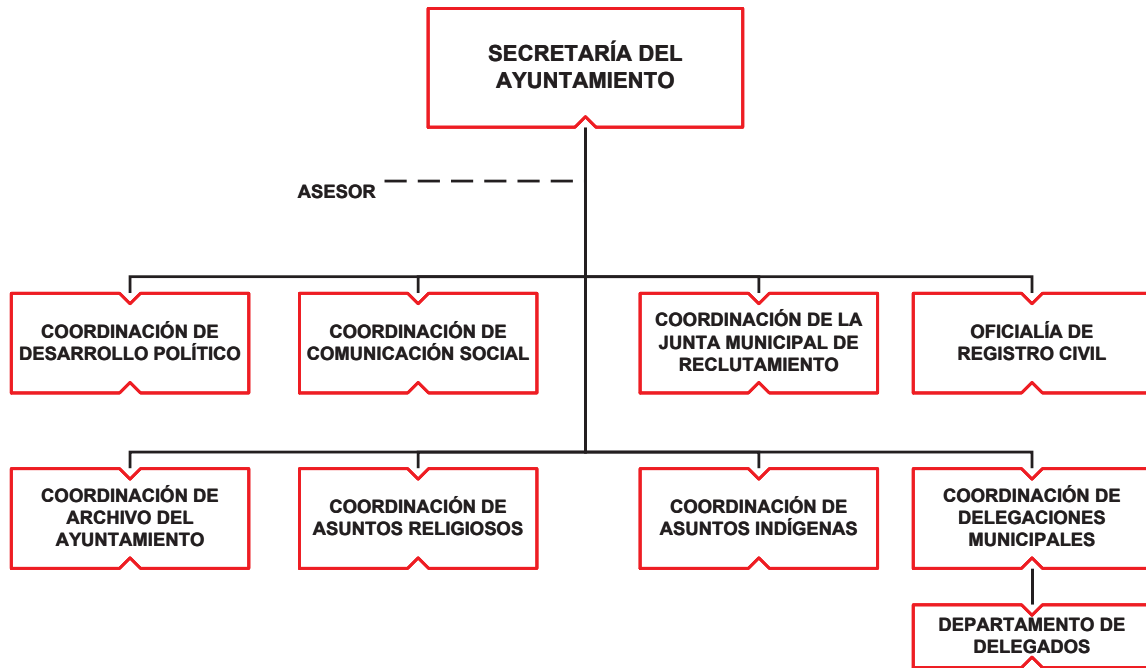 SECRETARÍA DEL
AYUNTAMIENTO
ASESOR
COORDINACIÓN DE
DESARROLLO POLÍTICO
COORDINACIÓN DE
COMUNICACIÓN SOCIAL
COORDINACIÓN DE LA
JUNTA MUNICIPAL DE
RECLUTAMIENTO
OFICIALÍA DE
REGISTRO CIVIL
COORDINACIÓN DE
ARCHIVO DEL
AYUNTAMIENTO
COORDINACIÓN DE
ASUNTOS RELIGIOSOS
COORDINACIÓN DE
ASUNTOS INDÍGENAS
COORDINACIÓN DE
DELEGACIONES
MUNICIPALES
DEPARTAMENTO DE
DELEGADOS